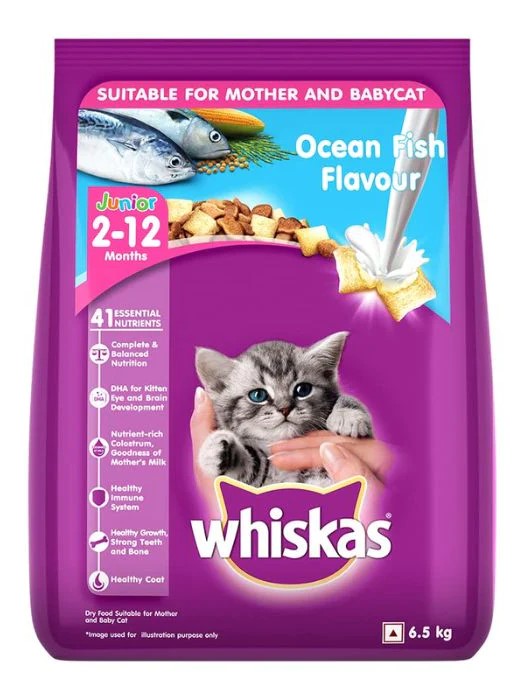 SUITABLE FOR MOTHER AND BABYCAT
Ocean Fish
Flavour
Junior
2-12
Months
41 ESSENTIAL
NUTRIENTS
Complete &
Balanced
Nutrition
DHA
DHA for Kitten
Eye and Brain
Development
Nutrient-rich
Colostrum,
Goodness of
Mother's Milk
Healthy
Immune
System
Healthy Growth,
Strong Teeth
and Bone
Healthy Coat
whiskas®
Dry Food Suitable for Mother
and Baby Cat
*Image used for illustration purpose only
6.5 kg